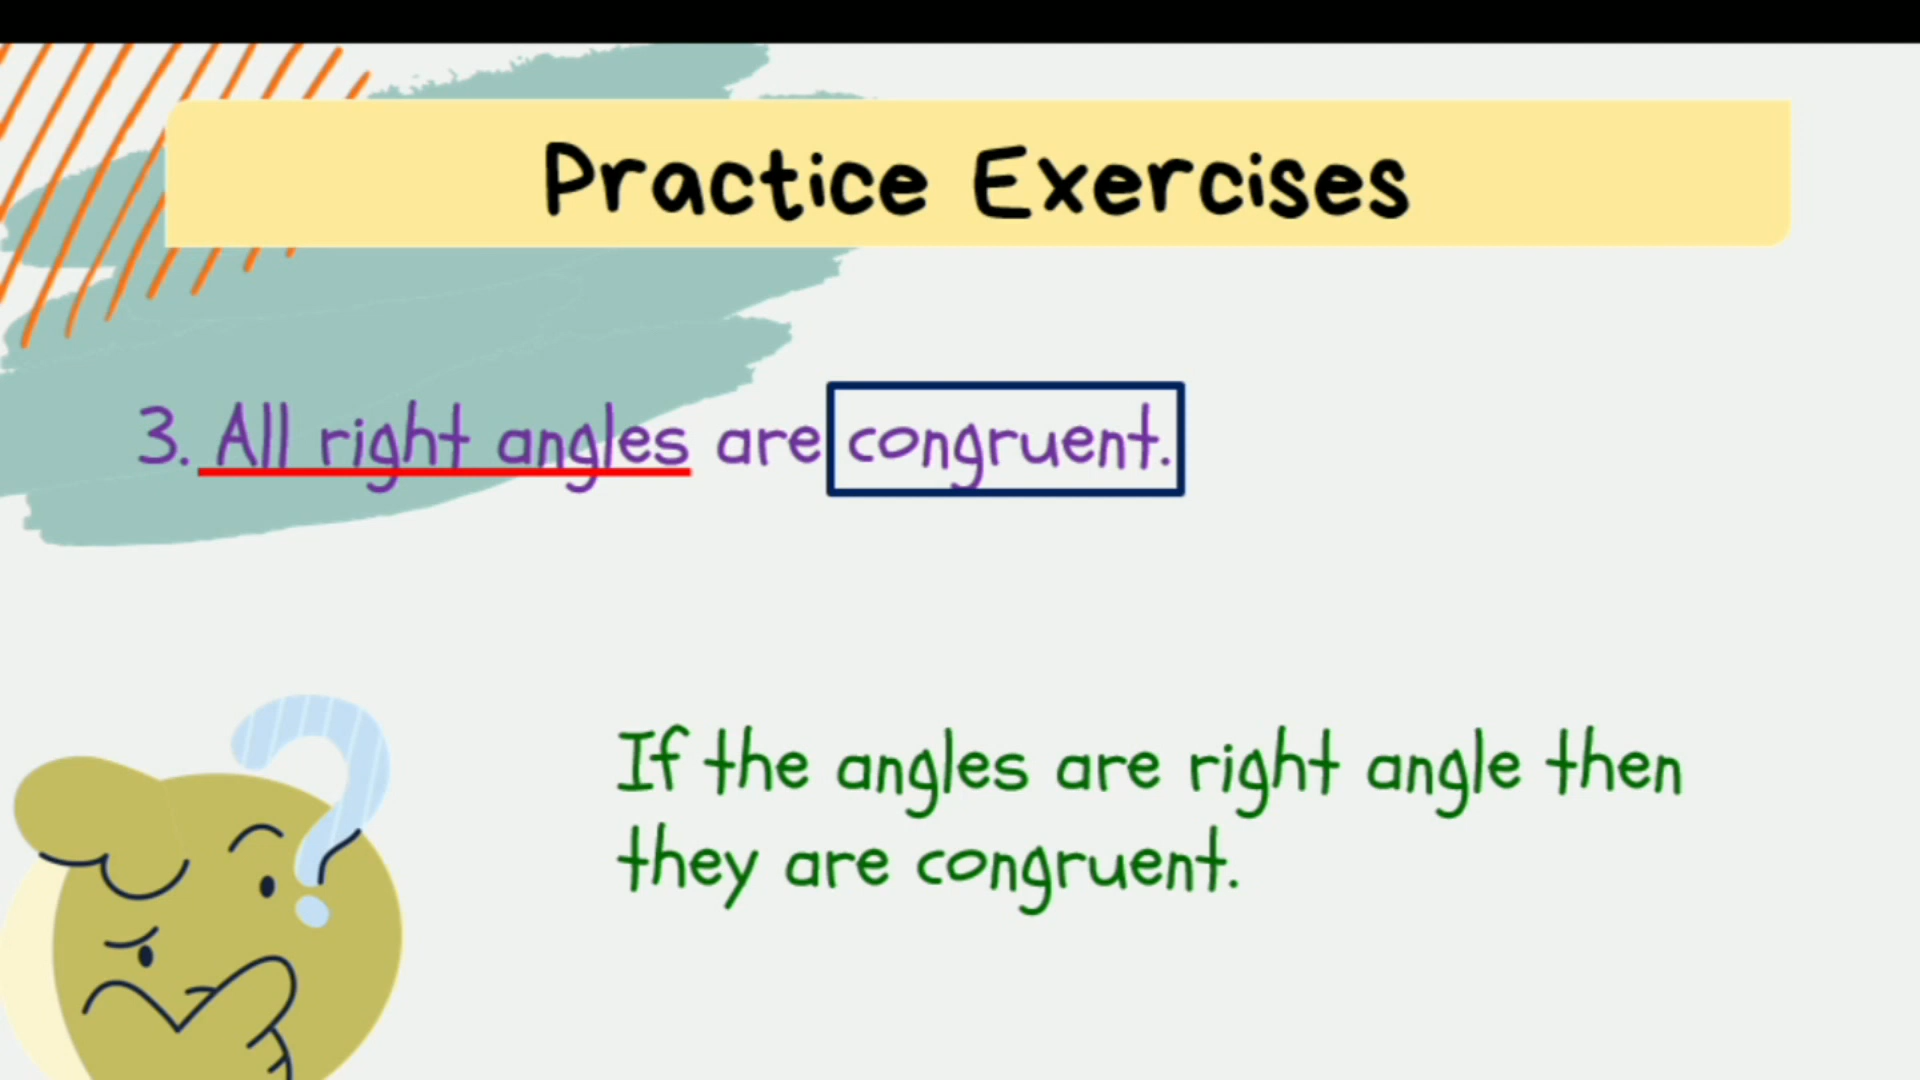 Practice Exercises
3. All right angles are congruent.
If the angles are right angle then
they are congruent.